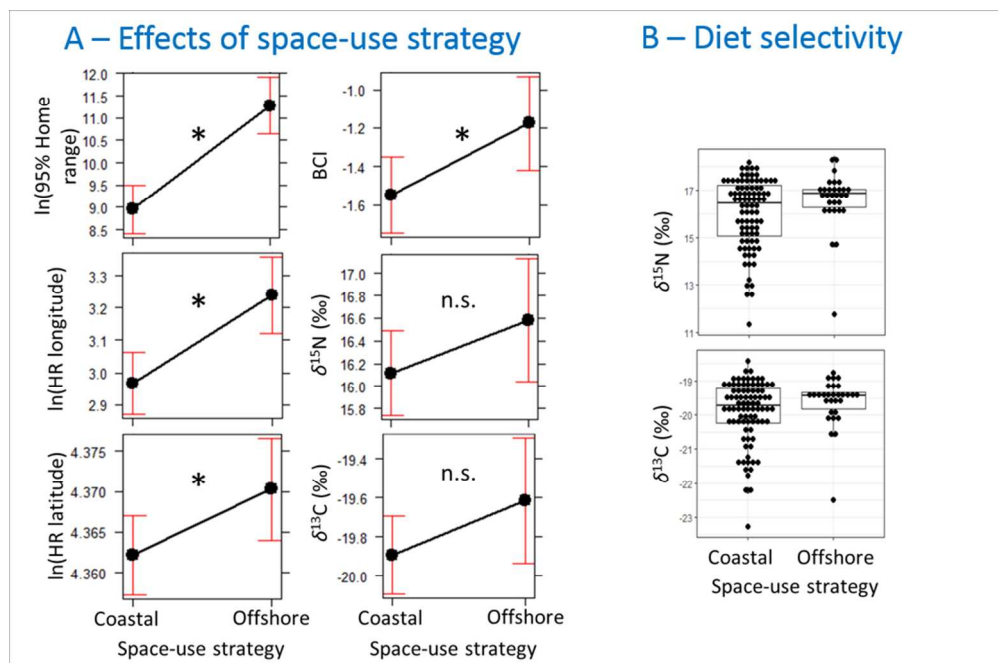 A – Effects of space-use strategy
B – Diet selectivity
ln(95% Home
range)
12.0
11.5
11.0
10.5
10.0
9.5
9.0
8.5
*
BCI
-1.0
-1.2
-1.4
-1.6
*
ln(HR longitude)
3.3
3.2
3.1
3.0
2.9
*
δ15N (‰)
17.0
16.8
16.6
16.4
16.2
16.0
15.8
n.s.
ln(HR latitude)
4.375
4.370
4.365
4.360
*
δ13C (‰)
-19.4
-19.6
-19.8
-20.0
n.s.
Coastal Offshore
Space-use strategy
Coastal Offshore
Space-use strategy
δ15N (‰)
17
15
13
11
δ13C (‰)
-19
-20
-21
-22
-23
Coastal Offshore
Space-use strategy